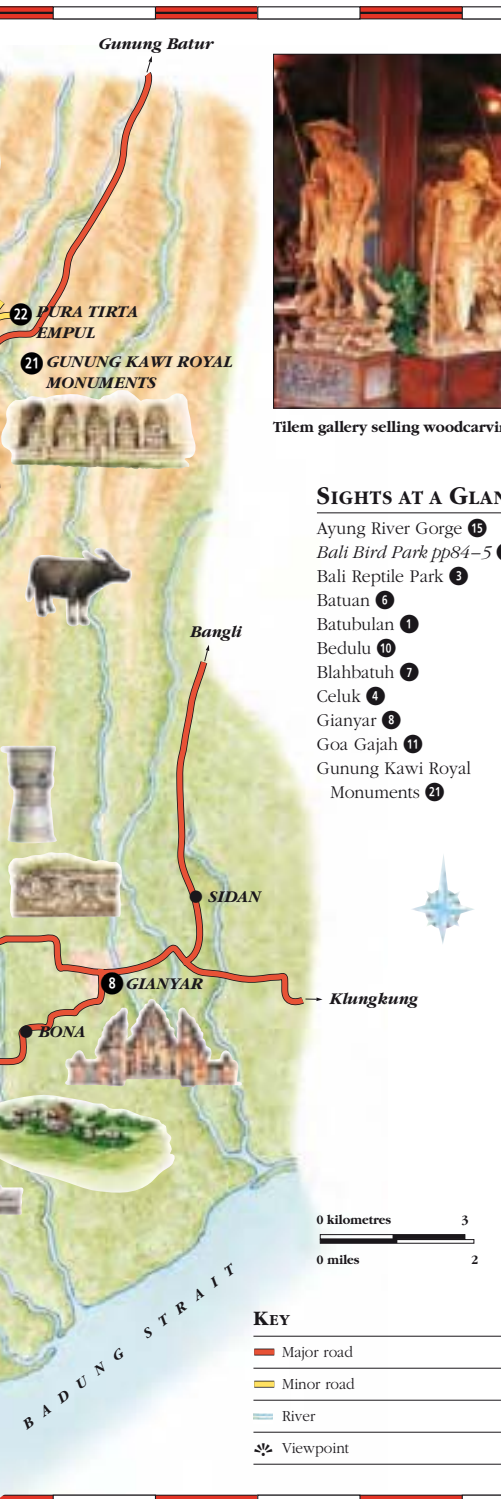 Gunung Batur
22 PURA TIRTA
EMPUL
21 GUNUNG KAWI ROYAL
MONUMENTS
Tilem gallery selling
SIGHTS AT A
Ayung River Gorge 15
Bali Bird Park pp84–5
Bali Reptile Park 3
Batuan 6
Batubulan 1
Bedulu 10
Blahbatuh 7
Celuk 4
Gianyar 8
Goa Gajah 11
Gunung Kawi Royal
Monuments 21
Bangli
SIDAN
8 GIANYAR
Klungkung
BONA
0 kilometres 3
0 miles 2
BADUNG STRAIT
KEY
Major road
Minor road
River
Viewpoint